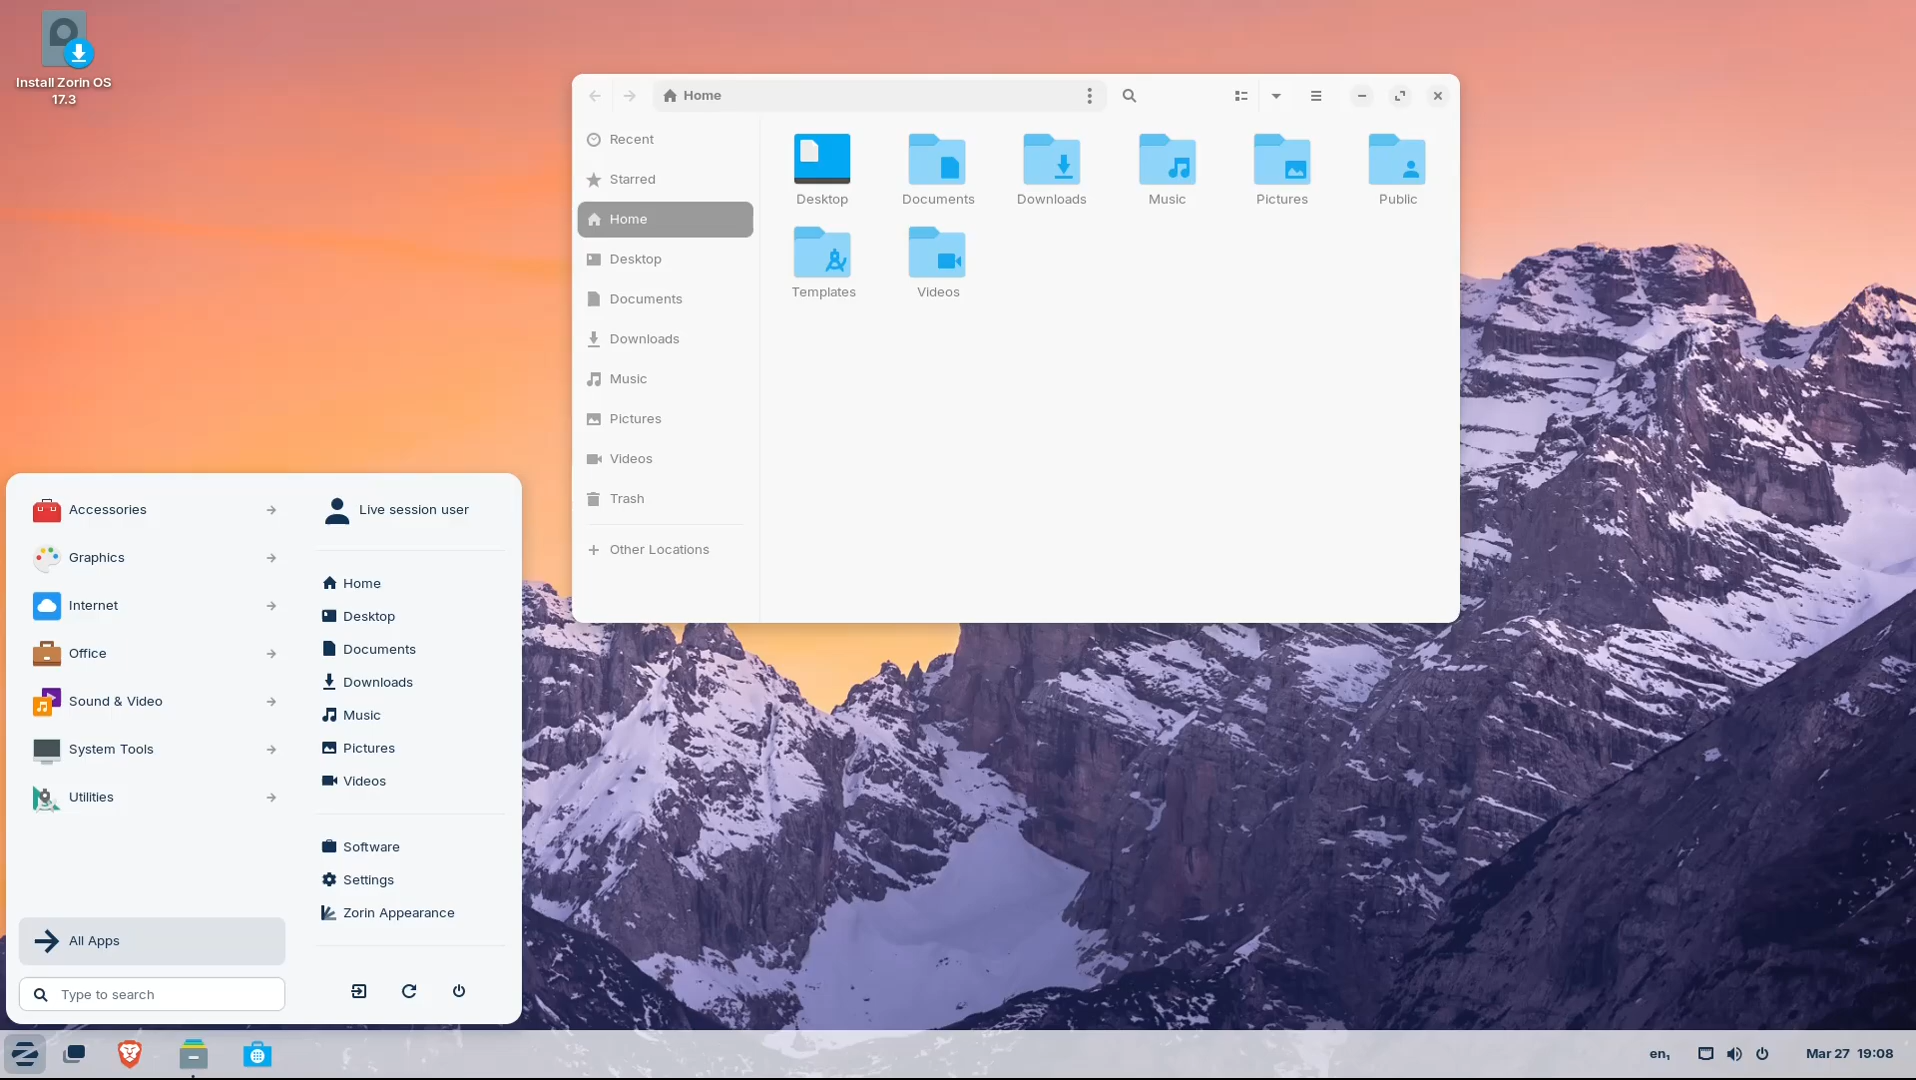 Install Zorin OS
17.3
Home
Recent
Starred
Home
Desktop
Documents
Downloads
Music
Pictures
Videos
Trash
Other Locations
Desktop
Documents
Downloads
Music
Pictures
Public
Templates
Videos
Accessories
Graphics
Internet
Office
Sound & Video
System Tools
Utilities
All Apps
Type to search
Live session user
Home
Desktop
Documents
Downloads
Music
Pictures
Videos
Software
Settings
Zorin Appearance
en₁
Mar 27 19:08